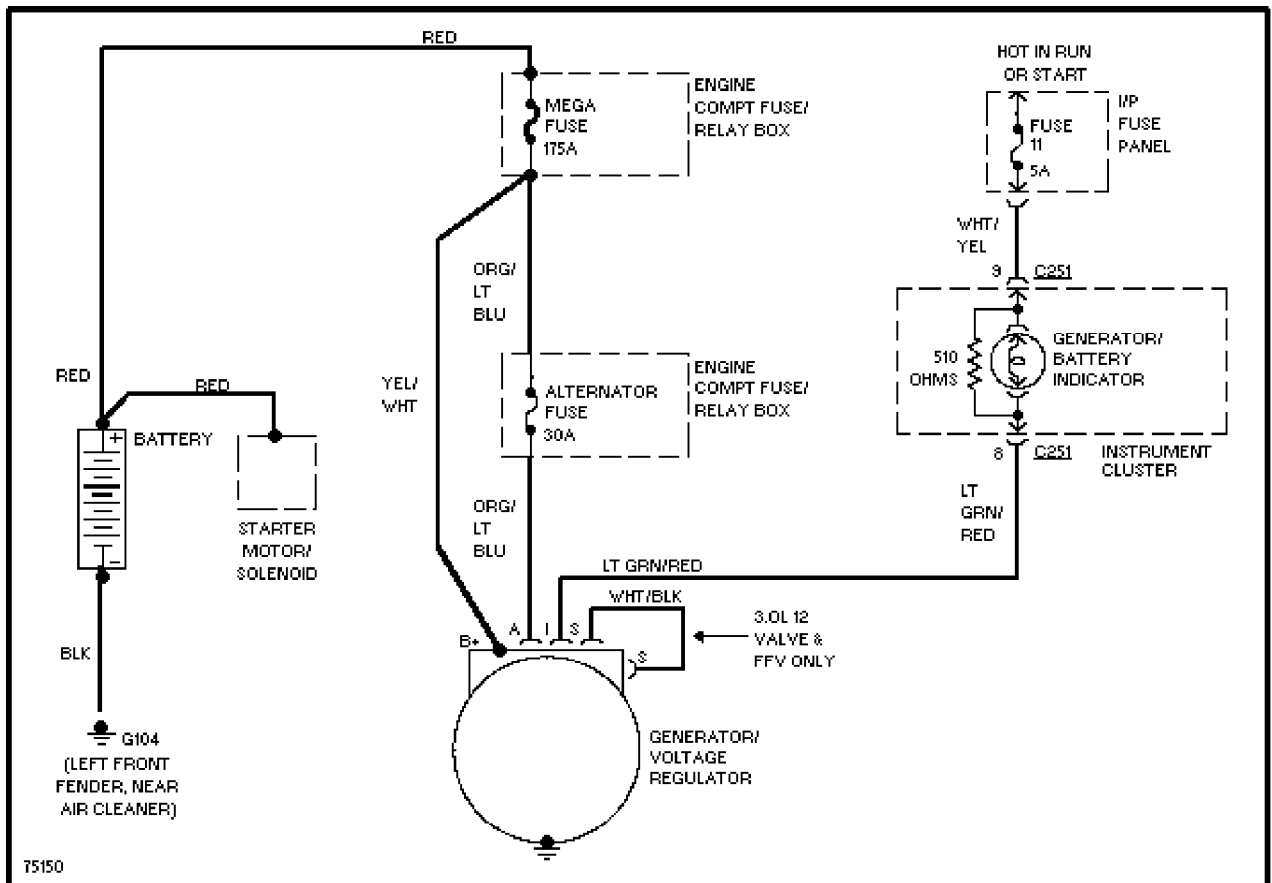 RED
HOT IN RUN
OR START
ENGINE
COMPT FUSE/
RELAY BOX
MEGA
FUSE
175A
I/P
FUSE
PANEL
FUSE
11
5A
WHT/
YEL
9 C251
ORG/
LT
BLU
510
OHMS
GENERATOR/
BATTERY
INDICATOR
RED
RED
YEL/
WHT
ALTERNATOR
FUSE
30A
ENGINE
COMPT FUSE/
RELAY BOX
+
BATTERY
-
8 C251
INSTRUMENT
CLUSTER
LT
GRN/
RED
ORG/
LT
BLU
STARTER
MOTOR/
SOLENOID
LT GRN/RED
WHT/BLK
3.0L 12
VALVE &
FFV ONLY
B+ A I S
S
BLK
G104
(LEFT FRONT
FENDER, NEAR
AIR CLEANER)
GENERATOR/
VOLTAGE
REGULATOR
75150